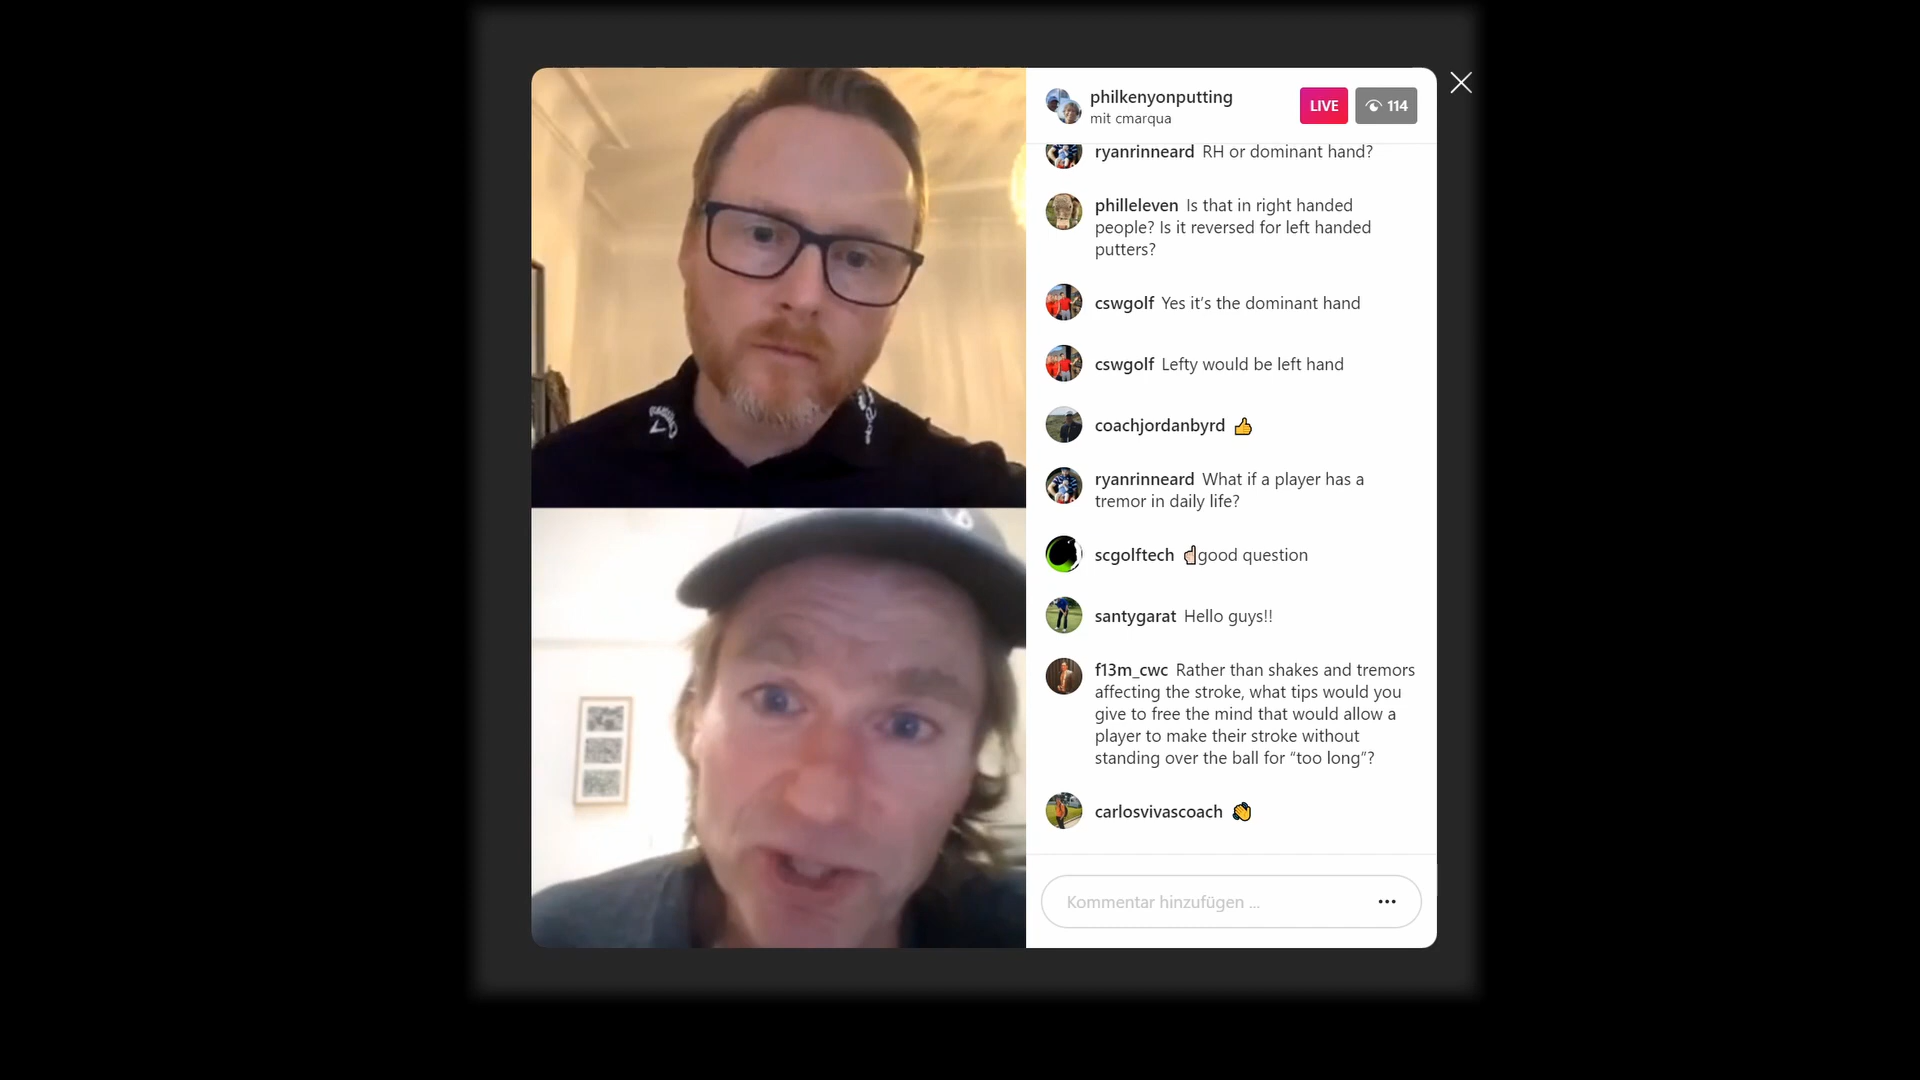 philkenyonputting
mit cmarqua
LIVE
114
ryanrinneard RH or dominant hand?
philleleven Is that in right handed
people? Is it reversed for left handed
putters?
cswgolf Yes it's the dominant hand
cswgolf Lefty would be left hand
coachjordanbyrd 👍
ryanrinneard What if a player has a
tremor in daily life?
scgolftech ☝🏻good question
santygarat Hello guys!!
f13m_cwc Rather than shakes and tremors
affecting the stroke, what tips would you
give to free the mind that would allow a
player to make their stroke without
standing over the ball for “too long”?
carlosvivascoach 👏
Kommentar hinzufügen ...